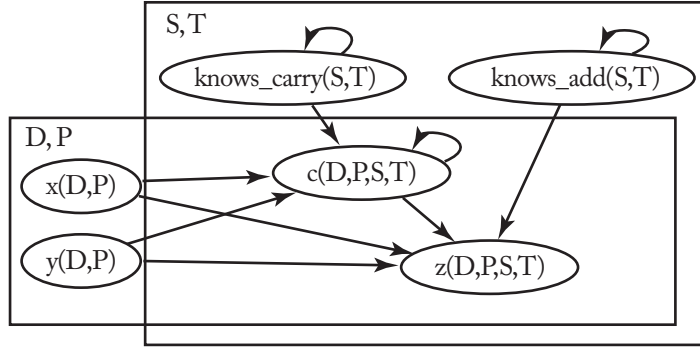 S, T
knows_carry(S,T)
knows_add(S,T)
D, P
c(D,P,S,T)
x(D,P)
y(D,P)
z(D,P,S,T)